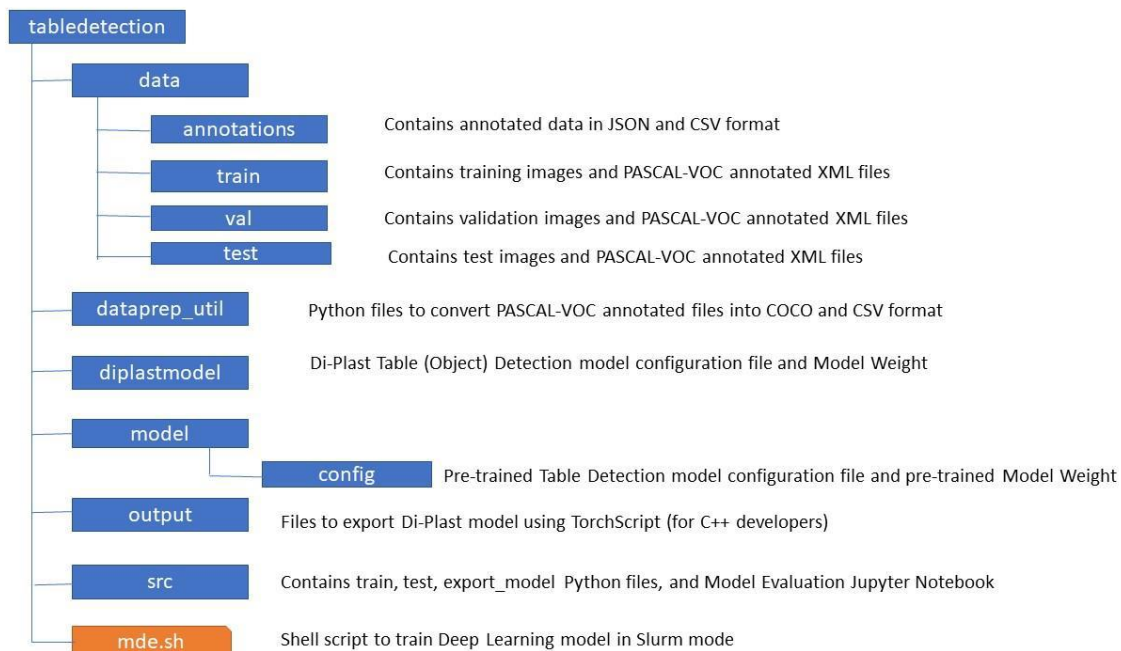 tabledetection
data
annotations Contains annotated data in JSON and CSV format
train Contains training images and PASCAL-VOC annotated XML files
val Contains validation images and PASCAL-VOC annotated XML files
test Contains test images and PASCAL-VOC annotated XML files
dataprep_util Python files to convert PASCAL-VOC annotated files into COCO and CSV format
diplastmodel Di-Plast Table (Object) Detection model configuration file and Model Weight
model
config Pre-trained Table Detection model configuration file and pre-trained Model Weight
output Files to export Di-Plast model using TorchScript (for C++ developers)
src Contains train, test, export_model Python files, and Model Evaluation Jupyter Notebook
mde.sh Shell script to train Deep Learning model in Slurm mode